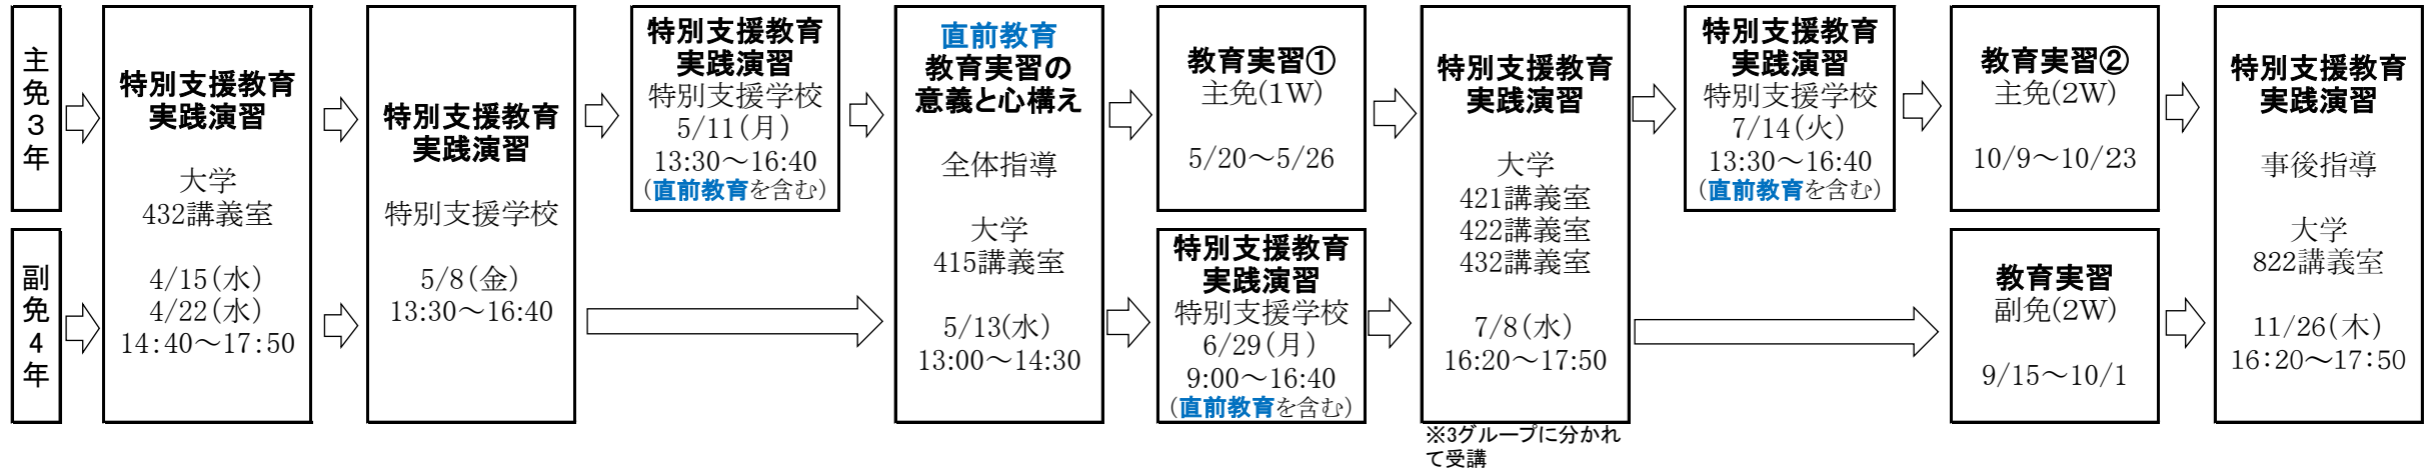 主免3年
副免4年
特別支援教育
実践演習
大学
432講義室
4/15(水)
4/22(水)
14:40～17:50
特別支援教育
実践演習
特別支援学校
5/8(金)
13:30～16:40
特別支援教育
実践演習
特別支援学校
5/11(月)
13:30～16:40
(直前教育を含む)
直前教育
教育実習の
意義と心構え
全体指導
大学
415講義室
5/13(水)
13:00～14:30
教育実習①
主免(1W)
5/20～5/26
特別支援教育
実践演習
特別支援学校
6/29(月)
9:00～16:40
(直前教育を含む)
特別支援教育
実践演習
大学
421講義室
422講義室
432講義室
7/8(水)
16:20～17:50
※3グループに分かれ
て受講
特別支援教育
実践演習
特別支援学校
7/14(火)
13:30～16:40
(直前教育を含む)
教育実習②
主免(2W)
10/9～10/23
教育実習
副免(2W)
9/15～10/1
特別支援教育
実践演習
事後指導
大学
822講義室
11/26(木)
16:20～17:50